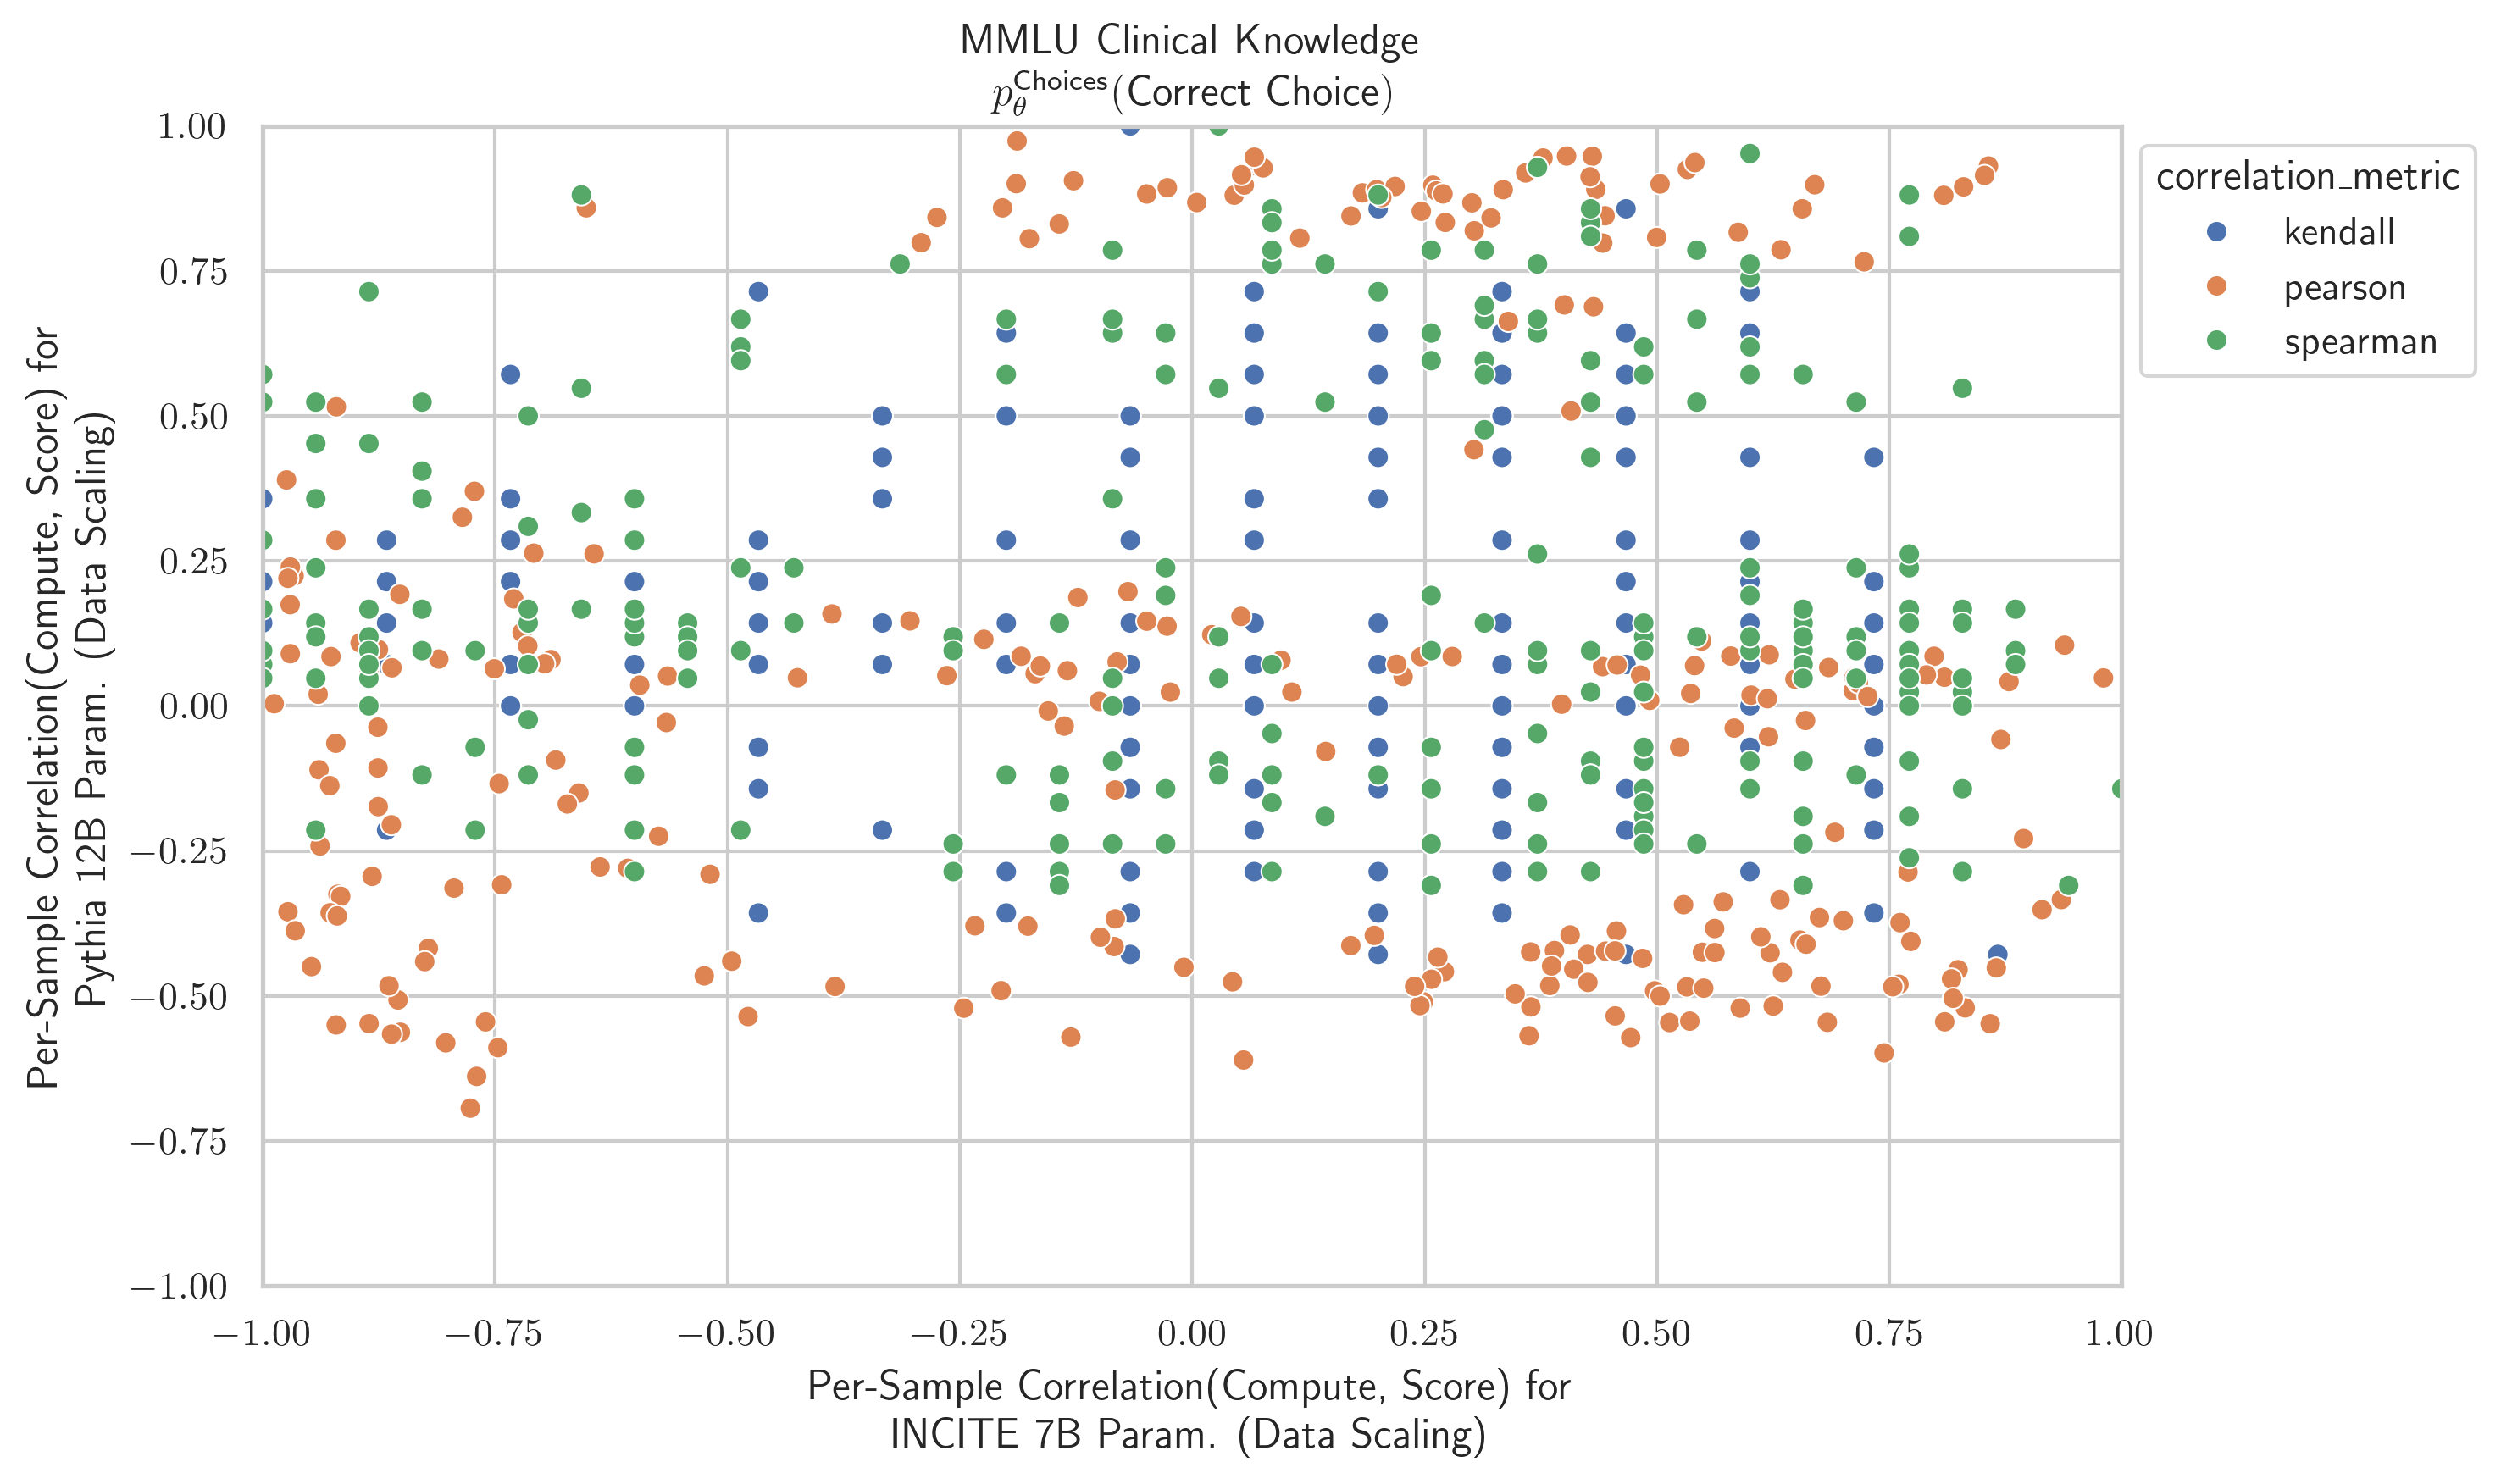 MMLU Clinical Knowledge
p_θ^Choices(Correct Choice)
1.00
0.75
0.50
0.25
0.00
−0.25
−0.50
−0.75
−1.00
Per-Sample Correlation(Compute, Score) for
Pythia 12B Param. (Data Scaling)
−1.00 −0.75 −0.50 −0.25 0.00 0.25 0.50 0.75 1.00
Per-Sample Correlation(Compute, Score) for
INCITE 7B Param. (Data Scaling)
correlation_metric
kendall
pearson
spearman